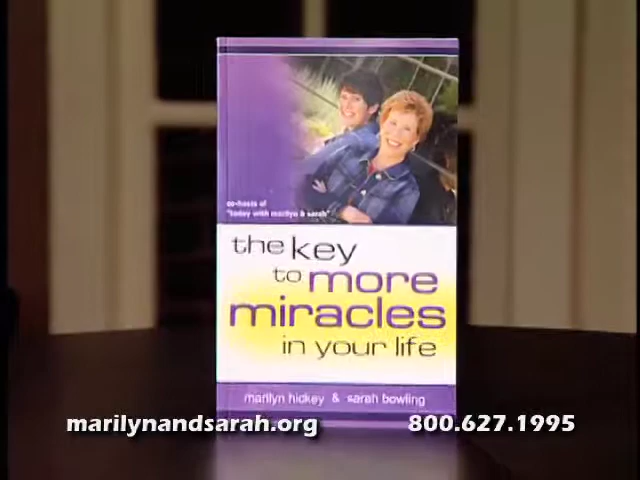 co-hosts of
"today with marilyn & sarah"
the key
to more
miracles
in your life
marilyn hickey & sarah bowling
marilynandsarah.org 800.627.1995